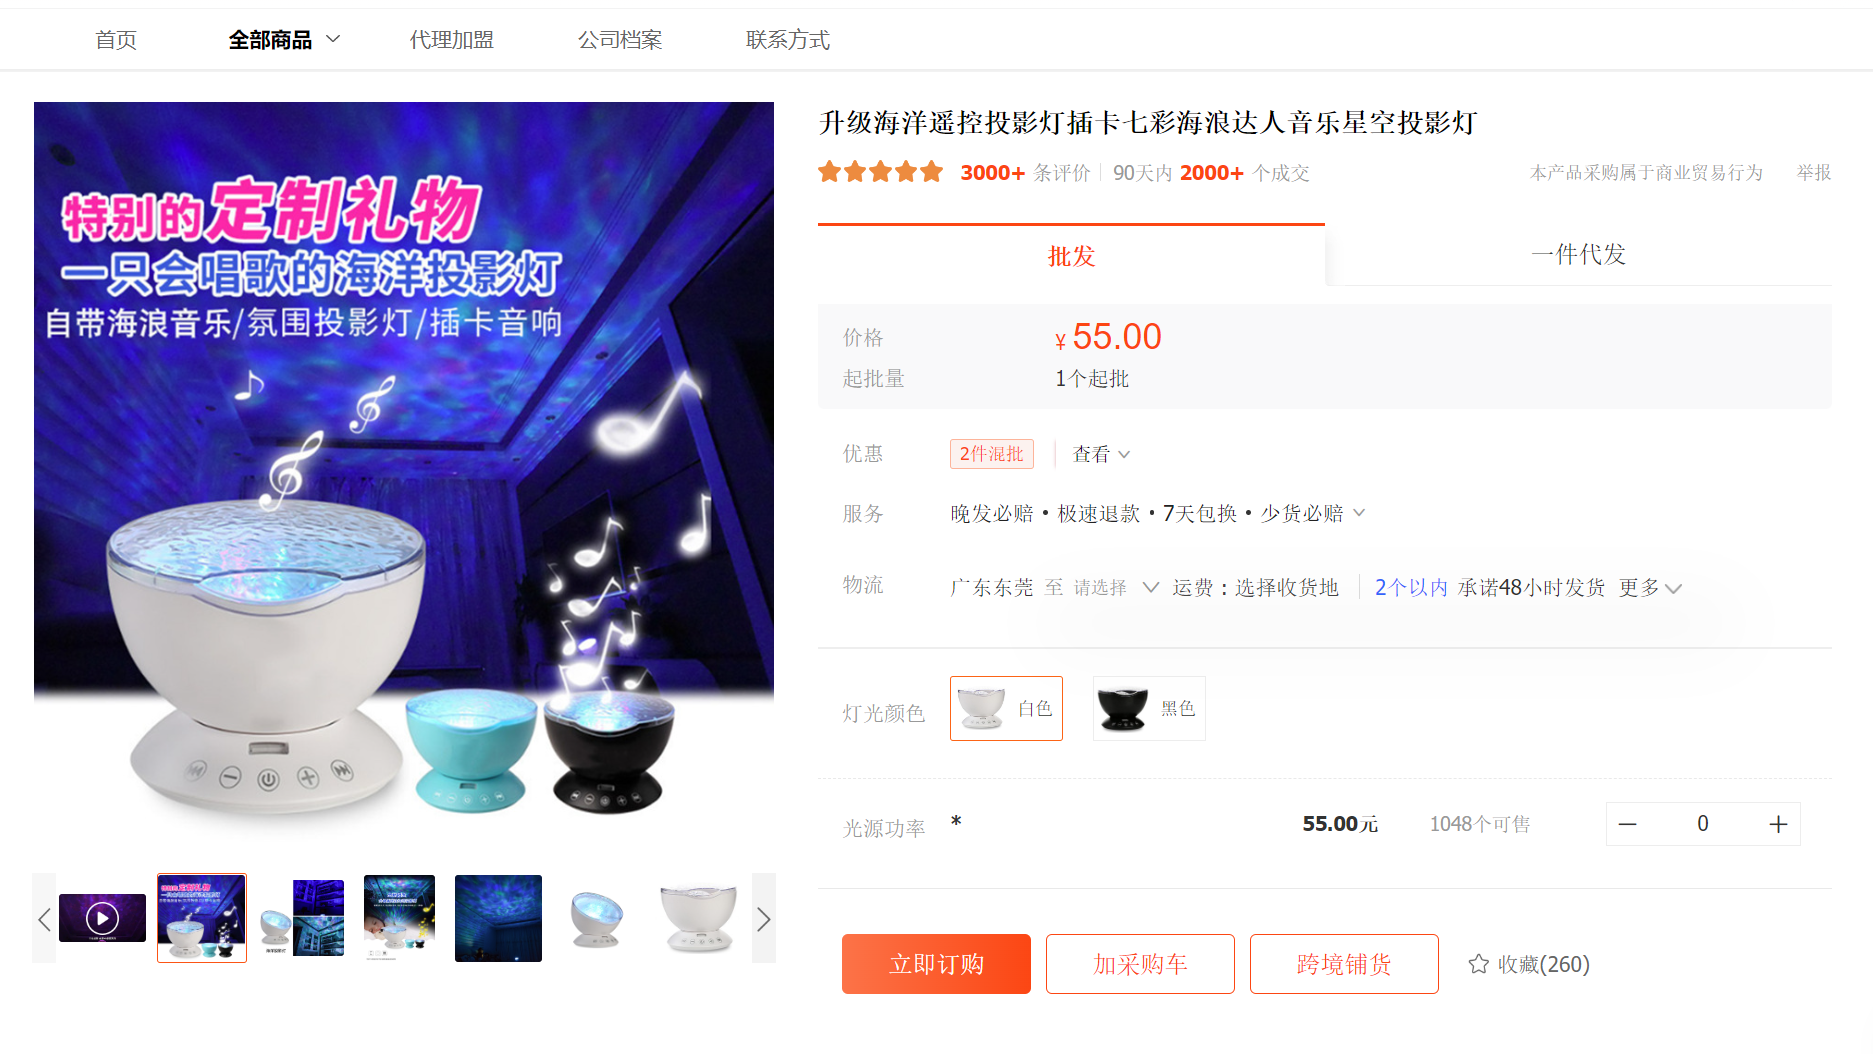 首页 全部商品 代理加盟 公司档案 联系方式
特别的定制礼物
一只会唱歌的海洋投影灯
自带海浪音乐/氛围投影灯/插卡音响
升级海洋遥控投影灯插卡七彩海浪达人音乐星空投影灯
3000+ 条评价 90天内 2000+ 个成交 本产品采购属于商业贸易行为 举报
批发 一件代发
价格 ¥ 55.00
起批量 1个起批
优惠 2件混批 查看
服务 晚发必赔 • 极速退款 • 7天包换 • 少货必赔
物流 广东东莞 至 请选择 运费：选择收货地 2个以内 承诺48小时发货 更多
灯光颜色 白色 黑色
光源功率 * 55.00元 1048个可售 0
立即订购 加采购车 跨境铺货 收藏(260)